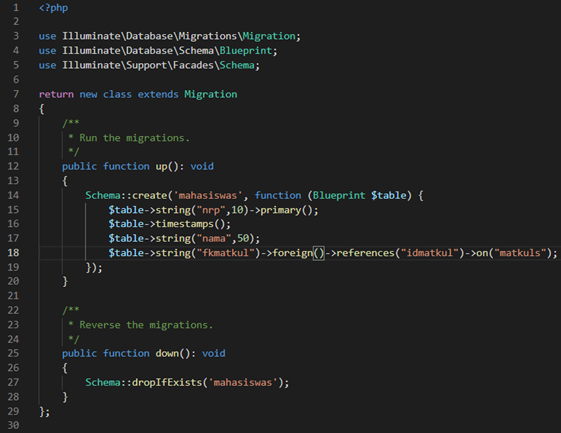 1 <?php
2
3 use Illuminate\Database\Migrations\Migration;
4 use Illuminate\Database\Schema\Blueprint;
5 use Illuminate\Support\Facades\Schema;
6
7 return new class extends Migration
8 {
9     /**
10      * Run the migrations.
11      */
12     public function up(): void
13     {
14         Schema::create('mahasiswas', function (Blueprint $table) {
15             $table->string("nrp",10)->primary();
16             $table->timestamps();
17             $table->string("nama",50);
18             $table->string("fkmatkul")->foreign()->references("idmatkul")->on("matkuls");
19         });
20     }
21
22     /**
23      * Reverse the migrations.
24      */
25     public function down(): void
26     {
27         Schema::dropIfExists('mahasiswas');
28     }
29 };
30